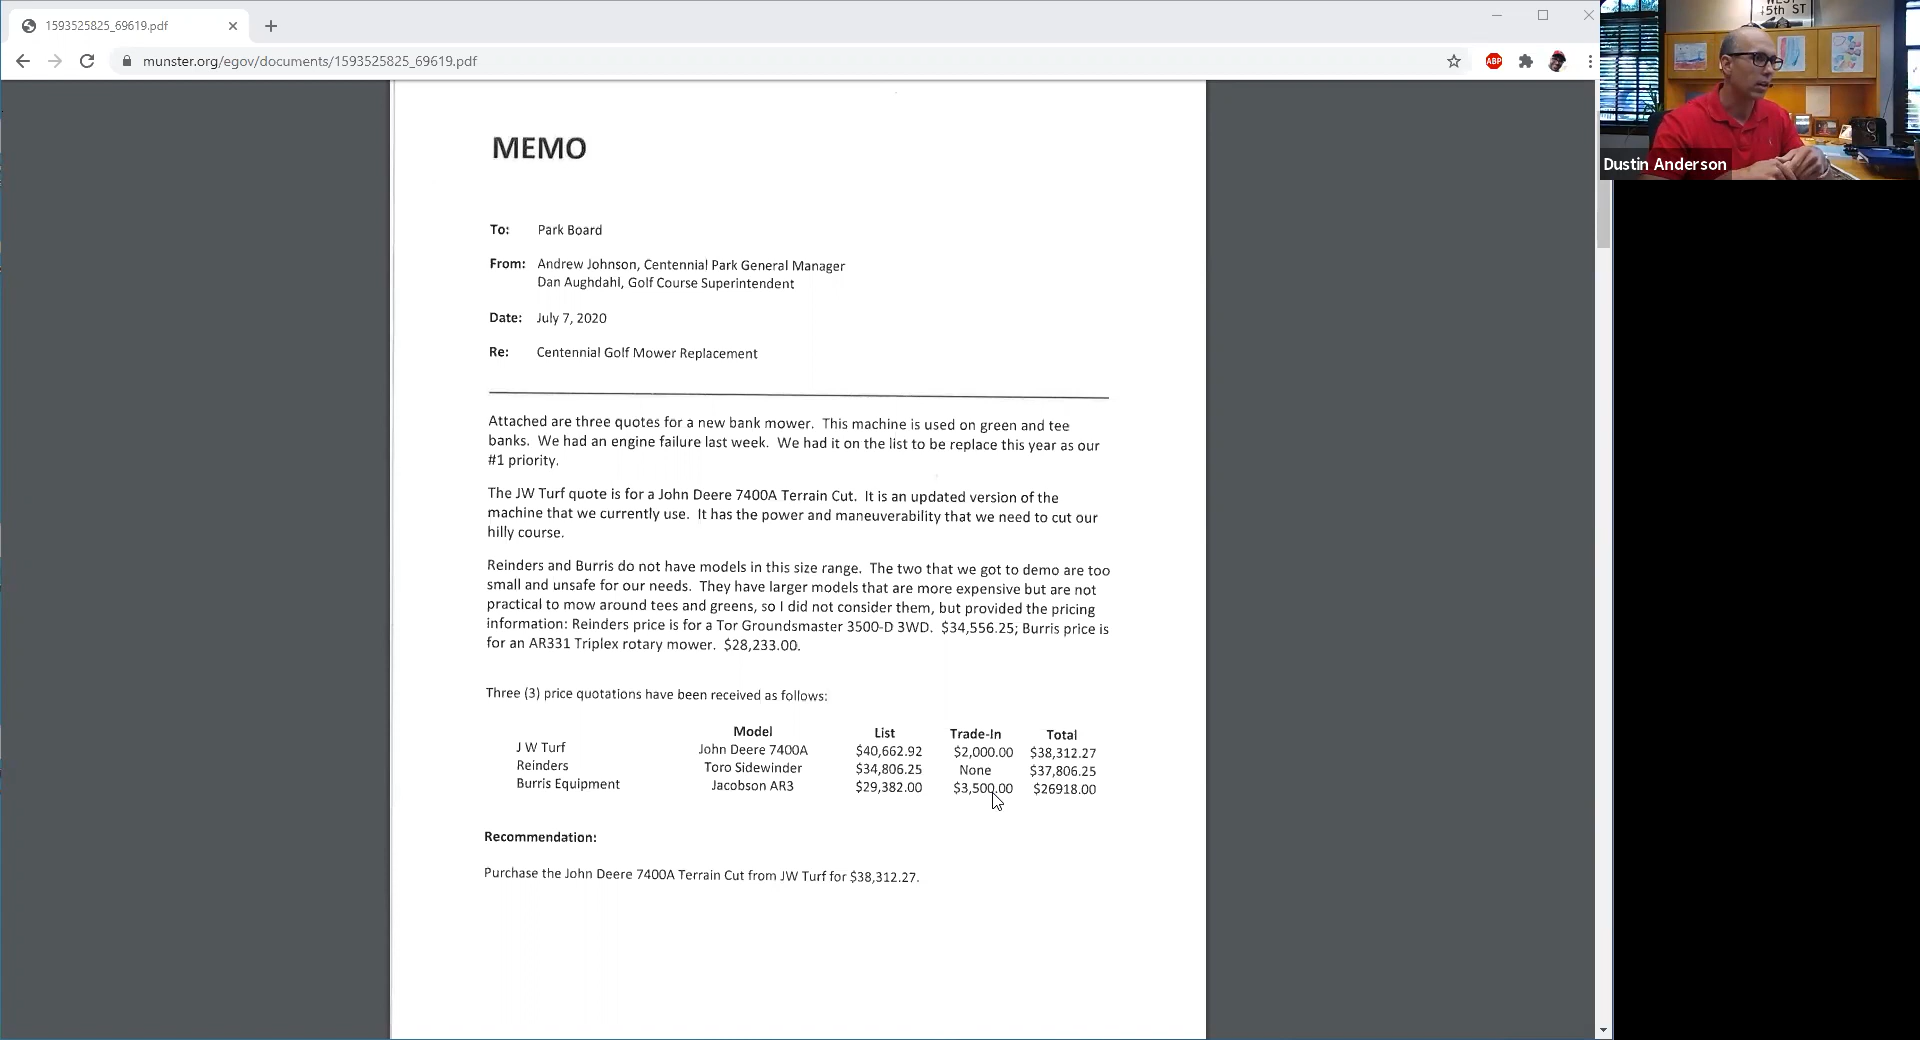 1593525825_69619.pdf
munster.org/egov/documents/1593525825_69619.pdf
ABP
15th ST
Dustin Anderson
MEMO
To: Park Board
From: Andrew Johnson, Centennial Park General Manager
Dan Aughdahl, Golf Course Superintendent
Date: July 7, 2020
Re: Centennial Golf Mower Replacement
Attached are three quotes for a new bank mower. This machine is used on green and tee
banks. We had an engine failure last week. We had it on the list to be replace this year as our
#1 priority.
The JW Turf quote is for a John Deere 7400A Terrain Cut. It is an updated version of the
machine that we currently use. It has the power and maneuverability that we need to cut our
hilly course.
Reinders and Burris do not have models in this size range. The two that we got to demo are too
small and unsafe for our needs. They have larger models that are more expensive but are not
practical to mow around tees and greens, so I did not consider them, but provided the pricing
information: Reinders price is for a Tor Groundsmaster 3500-D 3WD. $34,556.25; Burris price is
for an AR331 Triplex rotary mower. $28,233.00.
Three (3) price quotations have been received as follows:
Model List Trade-In Total
J W Turf John Deere 7400A $40,662.92 $2,000.00 $38,312.27
Reinders Toro Sidewinder $34,806.25 None $37,806.25
Burris Equipment Jacobson AR3 $29,382.00 $3,500.00 $26918.00
Recommendation:
Purchase the John Deere 7400A Terrain Cut from JW Turf for $38,312.27.